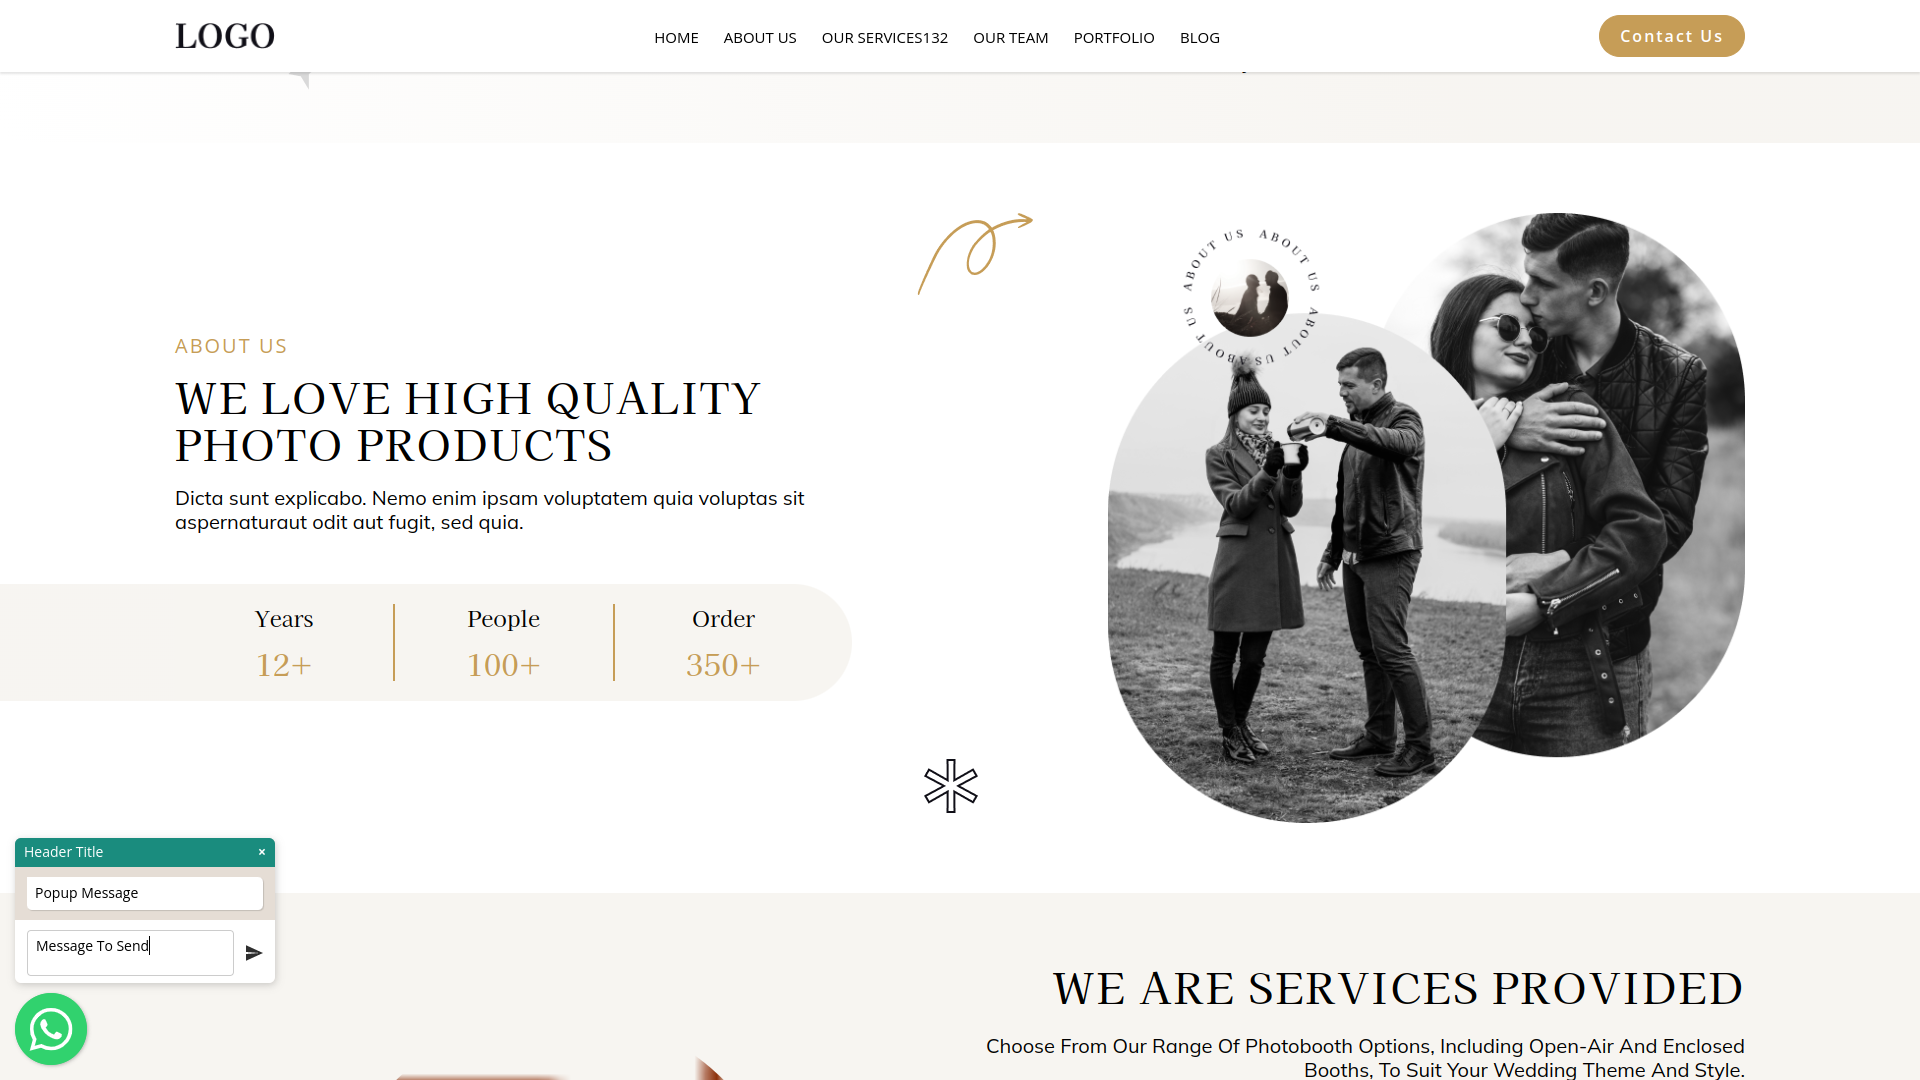 LOGO
HOME ABOUT US OUR SERVICES132 OUR TEAM PORTFOLIO BLOG
Contact Us
ABOUT US ABOUT US ABOUT US ABOUT US ABOUT US
ABOUT US
WE LOVE HIGH QUALITY
PHOTO PRODUCTS
Dicta sunt explicabo. Nemo enim ipsam voluptatem quia voluptas sit
aspernaturaut odit aut fugit, sed quia.
Years People Order
12+ 100+ 350+
Header Title ×
Popup Message
Message To Send
WE ARE SERVICES PROVIDED
Choose From Our Range Of Photobooth Options, Including Open-Air And Enclosed
Booths, To Suit Your Wedding Theme And Style.